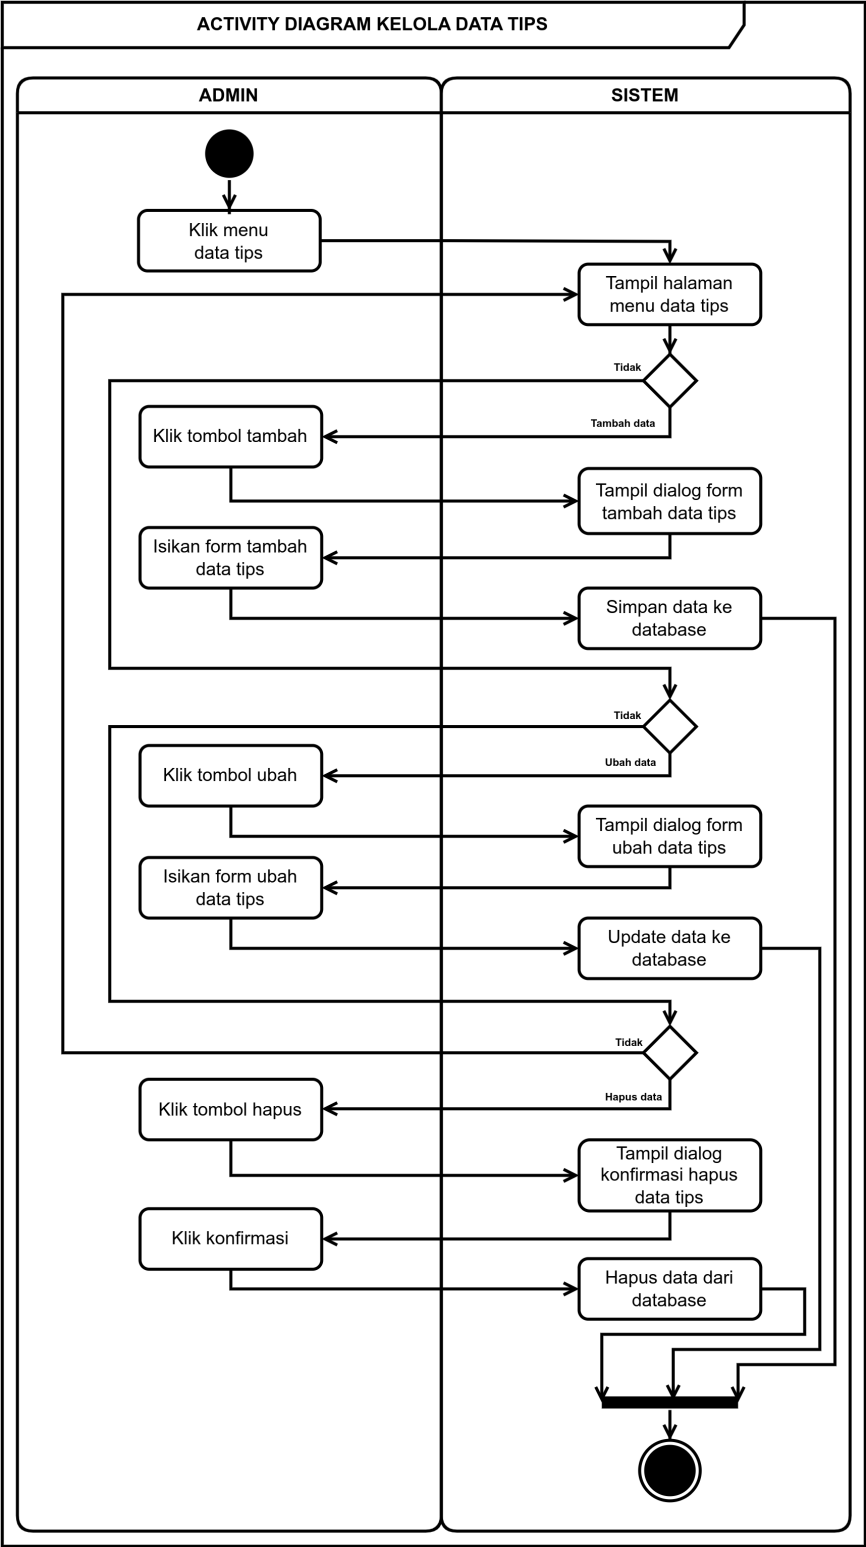 ACTIVITY DIAGRAM KELOLA DATA TIPS
ADMIN
SISTEM
Klik menu
data tips
Tampil halaman
menu data tips
Tidak
Tambah data
Klik tombol tambah
Tampil dialog form
tambah data tips
Isikan form tambah
data tips
Simpan data ke
database
Tidak
Ubah data
Klik tombol ubah
Tampil dialog form
ubah data tips
Isikan form ubah
data tips
Update data ke
database
Tidak
Hapus data
Klik tombol hapus
Tampil dialog
konfirmasi hapus
data tips
Klik konfirmasi
Hapus data dari
database